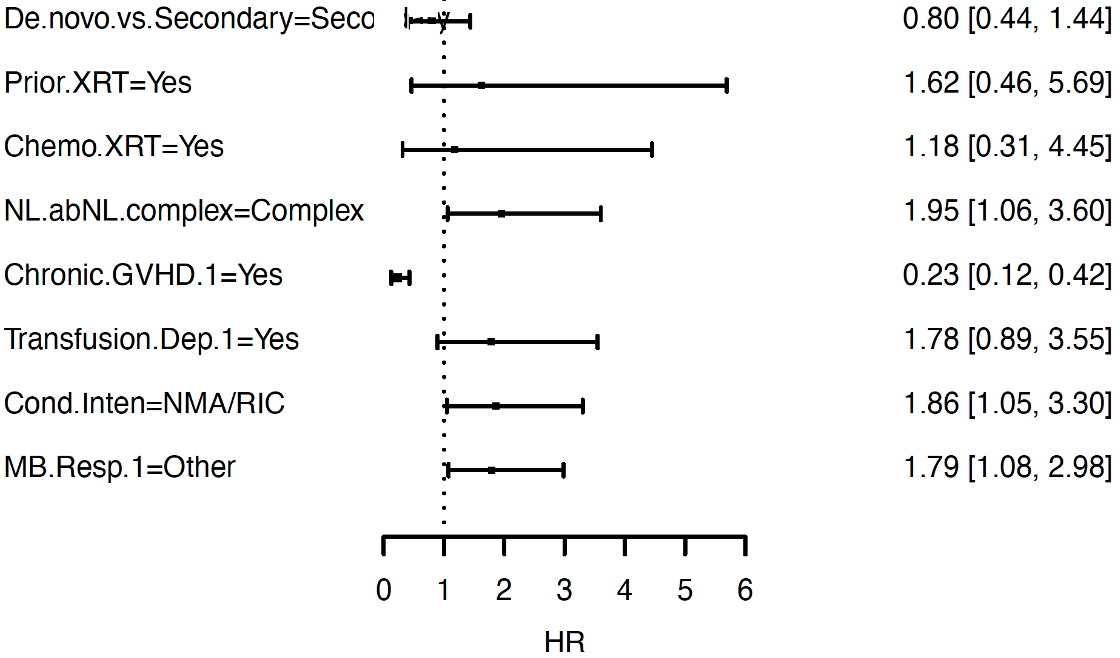 De.novo.vs.Secondary=Seco 0.80 [0.44, 1.44]
Prior.XRT=Yes 1.62 [0.46, 5.69]
Chemo.XRT=Yes 1.18 [0.31, 4.45]
NL.abNL.complex=Complex 1.95 [1.06, 3.60]
Chronic.GVHD.1=Yes 0.23 [0.12, 0.42]
Transfusion.Dep.1=Yes 1.78 [0.89, 3.55]
Cond.Inten=NMA/RIC 1.86 [1.05, 3.30]
MB.Resp.1=Other 1.79 [1.08, 2.98]
0 1 2 3 4 5 6
HR